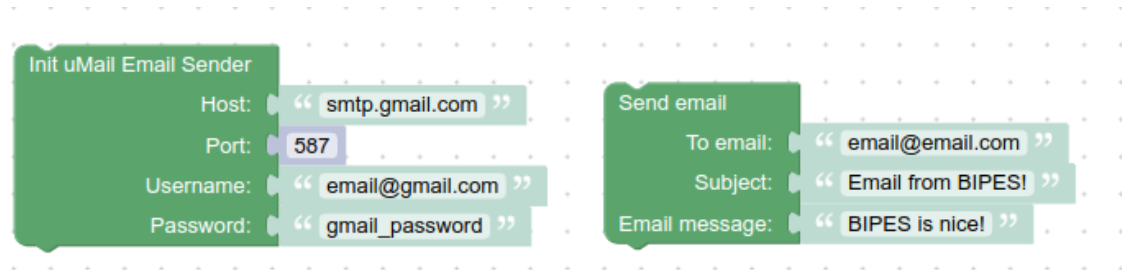 Init uMail Email Sender
Host: “ smtp.gmail.com ”
Port: 587
Username: “ email@gmail.com ”
Password: “ gmail_password ”
Send email
To email: “ email@email.com ”
Subject: “ Email from BIPES! ”
Email message: “ BIPES is nice! ”